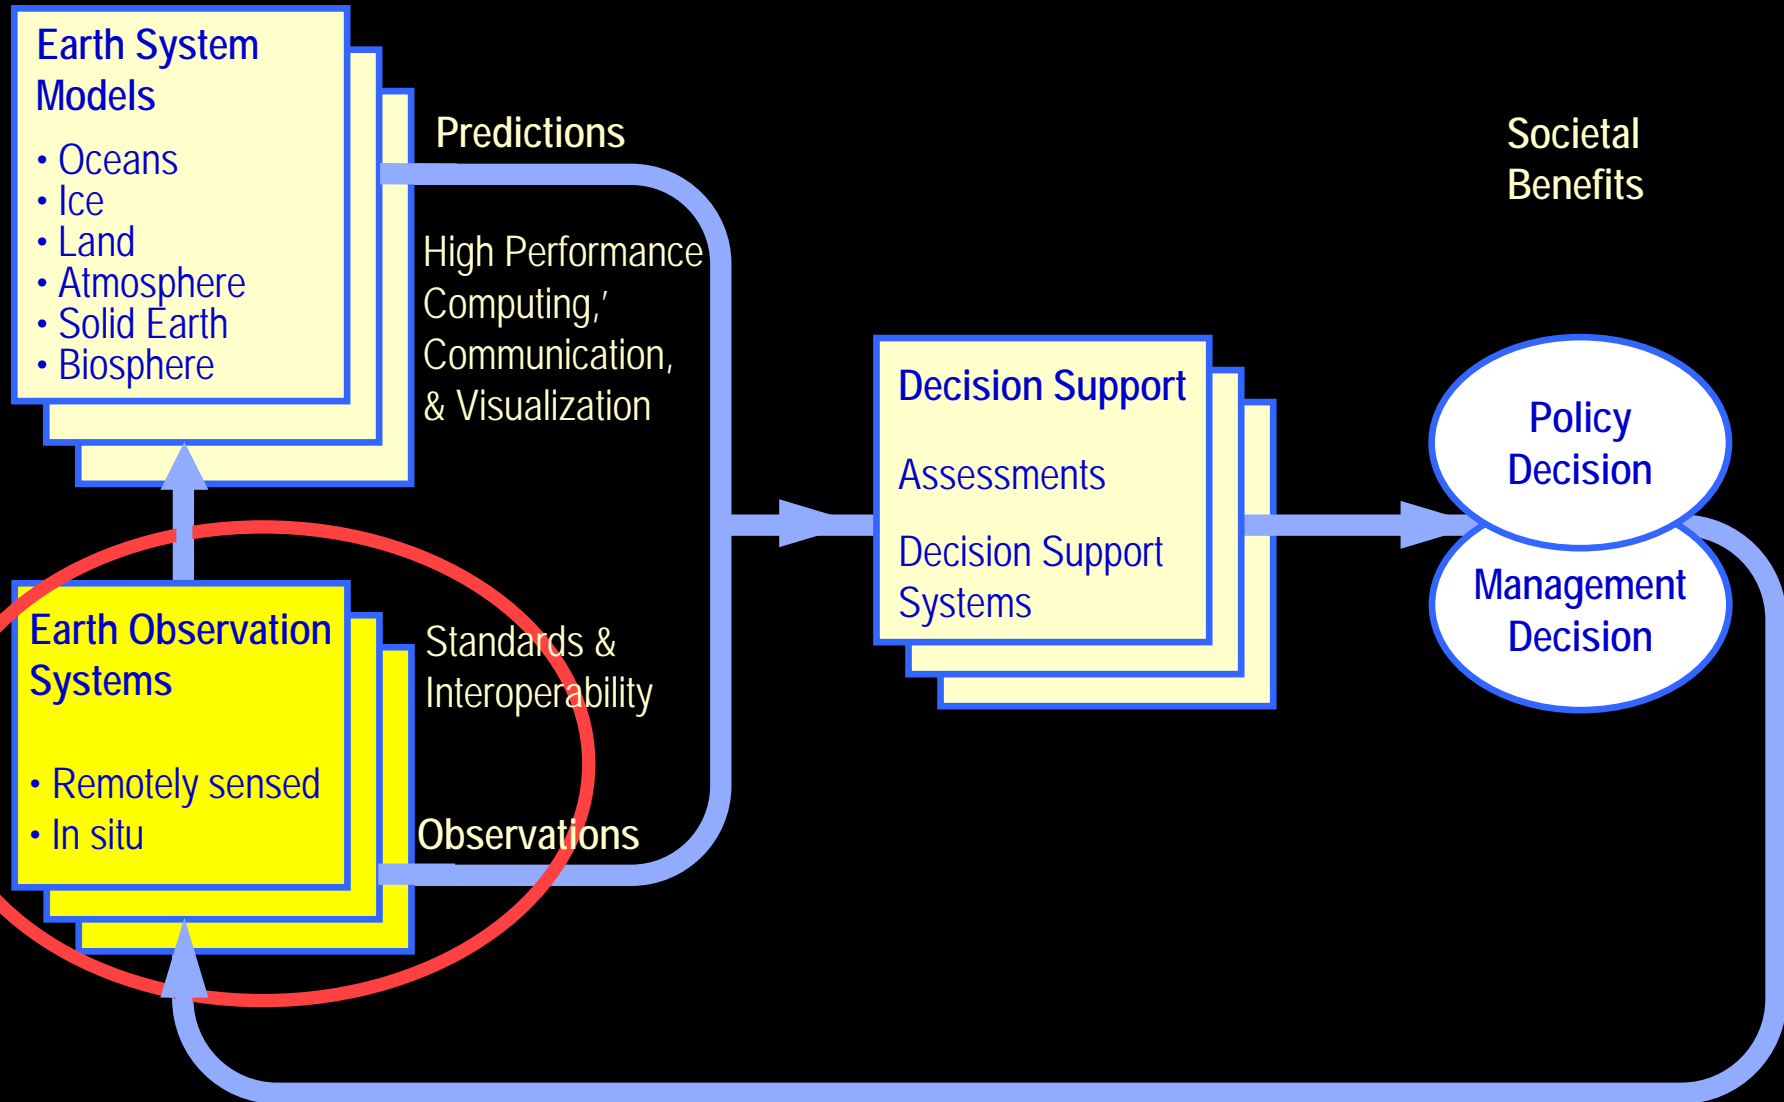 Earth System
Models
• Oceans
• Ice
• Land
• Atmosphere
• Solid Earth
• Biosphere
Predictions
High Performance
Computing,’
Communication,
& Visualization
Societal
Benefits
Decision Support
Assessments
Decision Support
Systems
Policy
Decision
Management
Decision
Earth Observation
Systems
• Remotely sensed
• In situ
Standards &
Interoperability
Observations